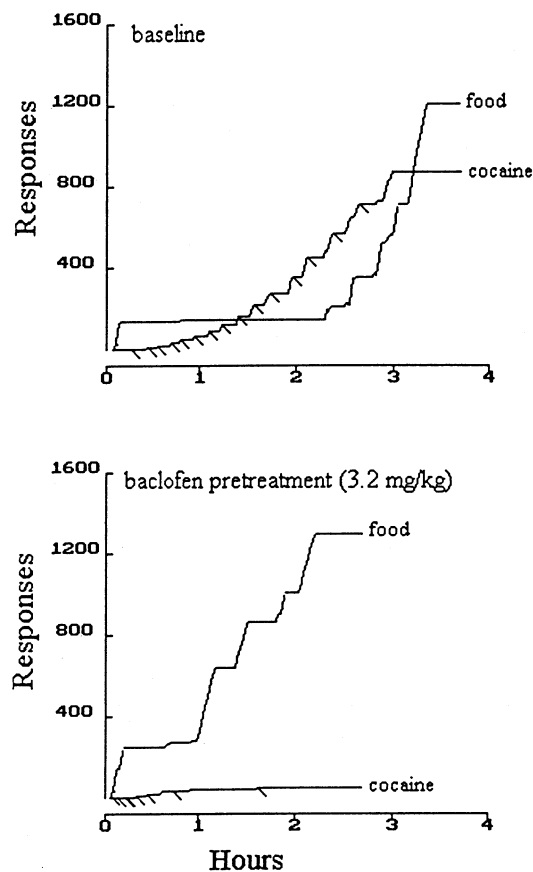 1600
baseline
1200
food
Responses
cocaine
800
400
0 1 2 3 4
1600
baclofen pretreatment (3.2 mg/kg)
food
1200
Responses
800
400
cocaine
0 1 2 3 4
Hours